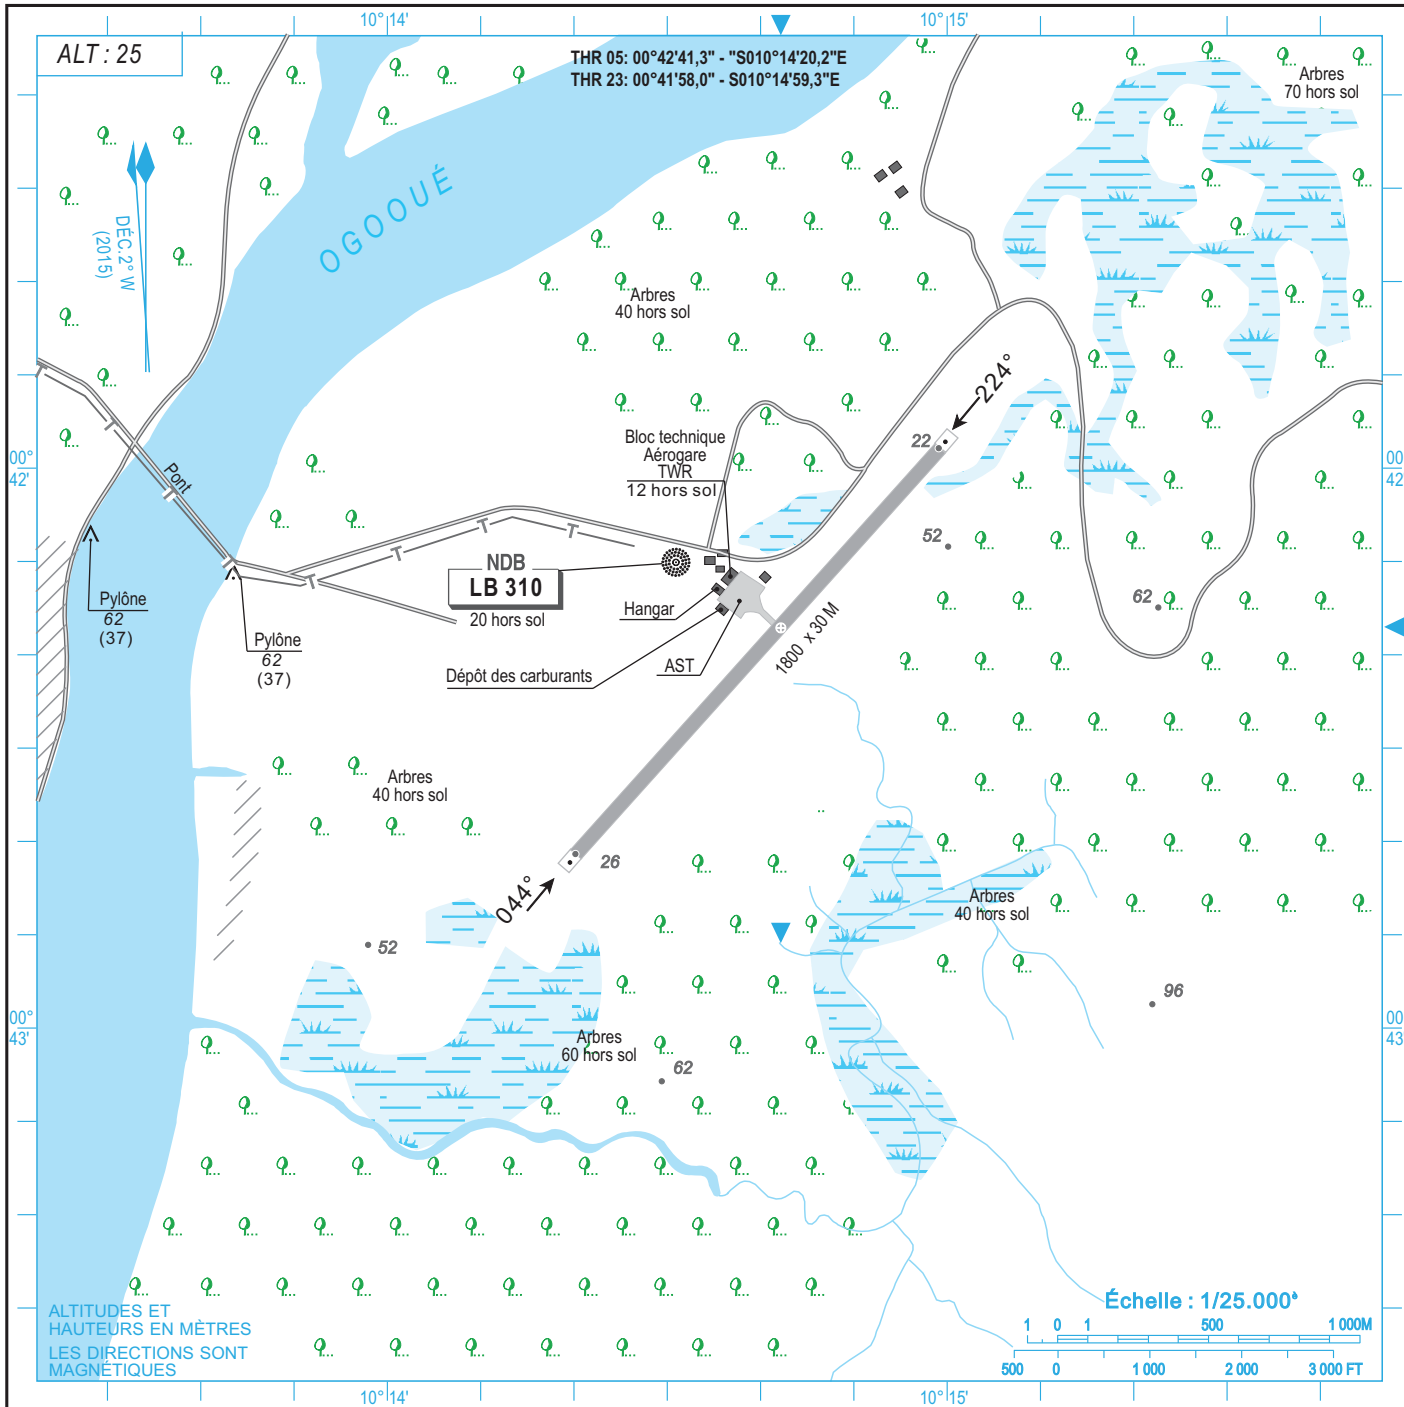 10°14'
10°15'
ALT : 25
THR 05: 00°42'41,3" - "S010°14'20,2"E
THR 23: 00°41'58,0" - S010°14'59,3"E
Arbres
70 hors sol
OGOOUÉ
DÉC.2° W
(2015)
Arbres
40 hors sol
224°
22
00°
42'
00
42
Bloc technique
Aérogare
TWR
12 hors sol
Pont
T
T
T
T
T
T
T
T
52
NDB
LB 310
20 hors sol
62
Pylône
62
(37)
Pylône
62
(37)
Hangar
1800 x 30 M
Dépôt des carburants
AST
Arbres
40 hors sol
26
044°
Arbres
40 hors sol
52
96
00°
43'
00
43
Arbres
60 hors sol
62
ALTITUDES ET
HAUTEURS EN MÈTRES
LES DIRECTIONS SONT
MAGNÉTIQUES
Échelle : 1/25.000
1 0 1 500 1 000M
500 0 1 000 2 000 3 000 FT
10°14'
10°15'